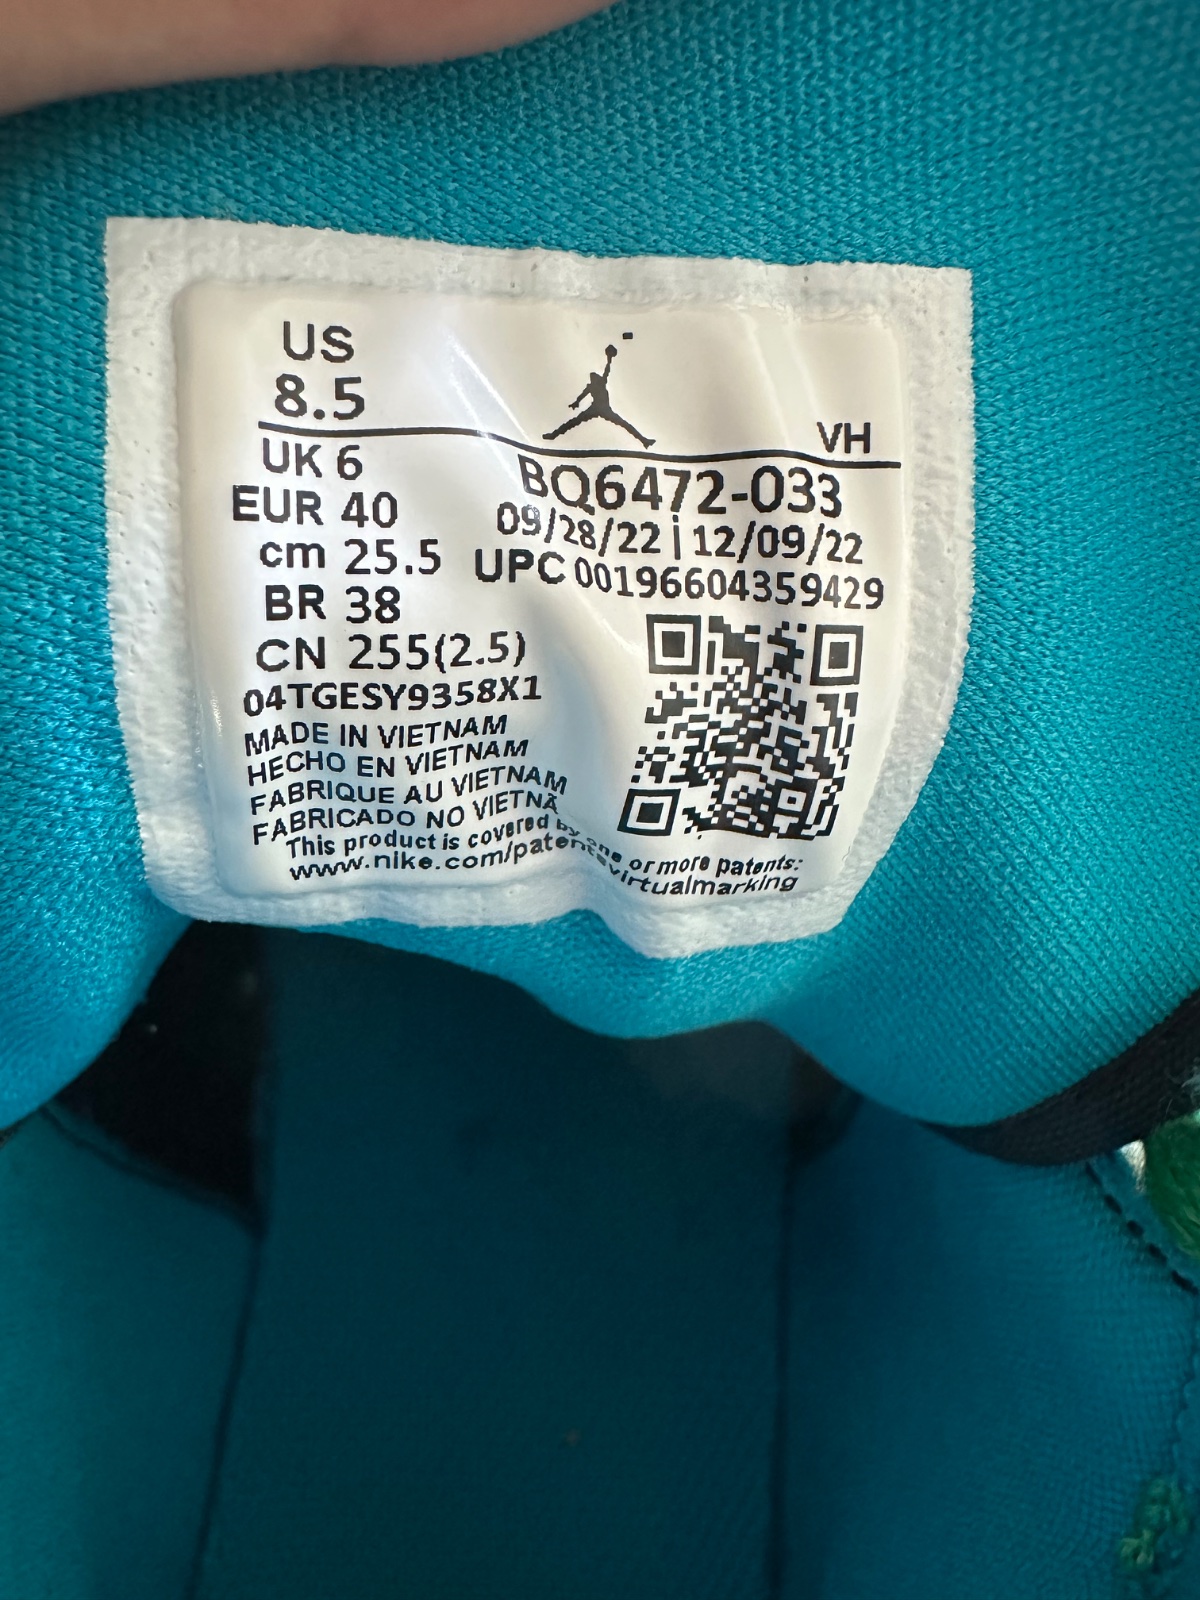 US
8.5
VH
UK 6
EUR 40
cm 25.5
BR 38
CN 255(2.5)
BQ6472-033
09/28/22 | 12/09/22
UPC 00196604359429
04TGESY9358X1
MADE IN VIETNAM
HECHO EN VIETNAM
FABRIQUE AU VIETNAM
FABRICADO NO VIETNÃ
This product is covered by one or more patents:
www.nike.com/patentsvirtualmarking